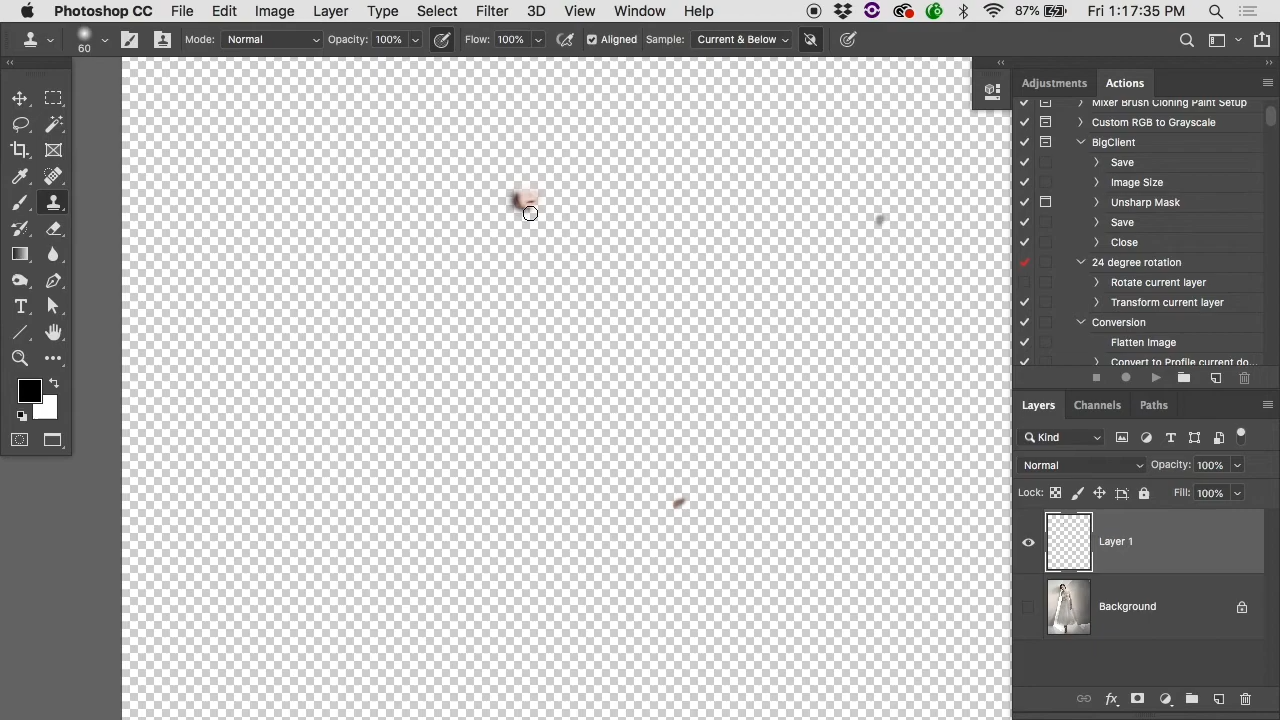 Photoshop CC File Edit Image Layer Type Select Filter 3D View Window Help 87% Fri 1:17:35 PM
60 Mode: Normal Opacity: 100% Flow: 100% Aligned Sample: Current & Below
Adjustments Actions
Mixer Brush Cloning Paint Setup
Custom RGB to Grayscale
BigClient
Save
Image Size
Unsharp Mask
Save
Close
24 degree rotation
Rotate current layer
Transform current layer
Conversion
Flatten Image
Convert to Profile current do...
Layers Channels Paths
Kind
Normal Opacity: 100%
Lock: Fill: 100%
Layer 1
Background
fx